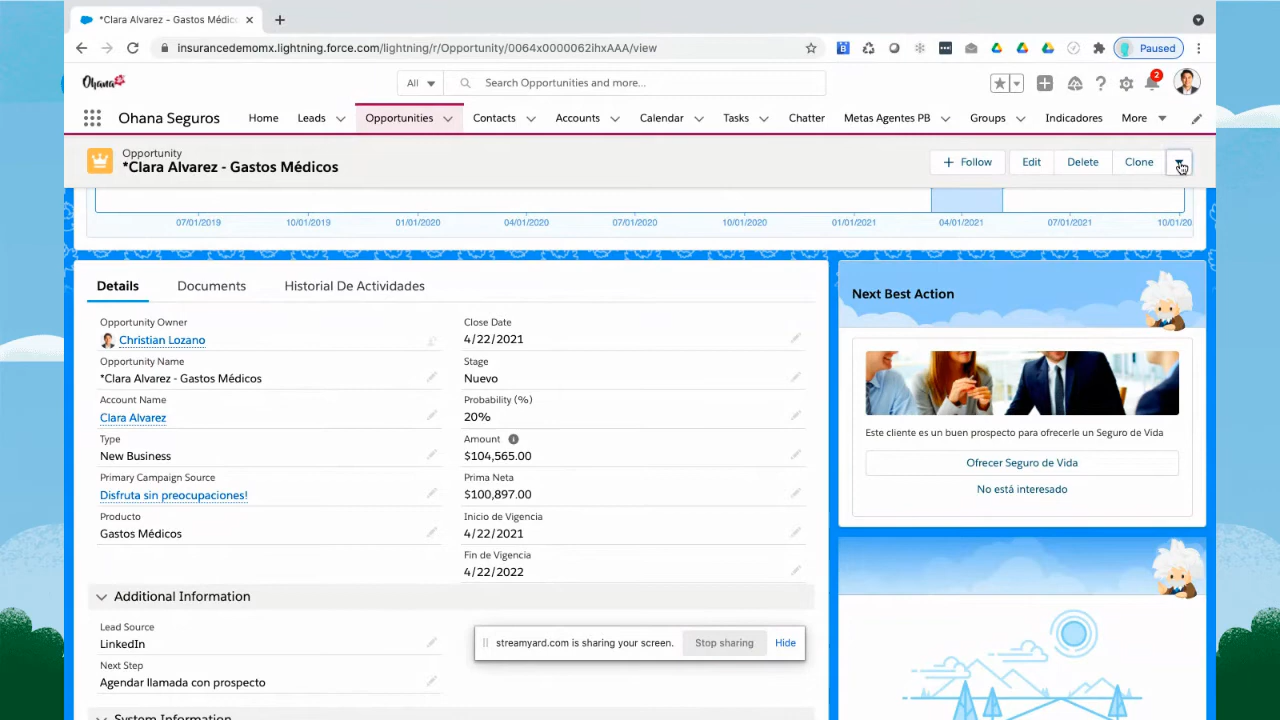 *Clara Alvarez - Gastos Médic
insurancedemomx.lightning.force.com/lightning/r/Opportunity/0064x0000062ihxAAA/view
Paused
Ohana
All
Search Opportunities and more...
2
Ohana Seguros
Home
Leads
Opportunities
Contacts
Accounts
Calendar
Tasks
Chatter
Metas Agentes PB
Groups
Indicadores
More
Opportunity
*Clara Alvarez - Gastos Médicos
+ Follow
Edit
Delete
Clone
07/01/2019
10/01/2019
01/01/2020
04/01/2020
07/01/2020
10/01/2020
01/01/2021
04/01/2021
07/01/2021
10/01/20
Details
Documents
Historial De Actividades
Opportunity Owner
Christian Lozano
Opportunity Name
*Clara Alvarez - Gastos Médicos
Account Name
Clara Alvarez
Type
New Business
Primary Campaign Source
Disfruta sin preocupaciones!
Producto
Gastos Médicos
Close Date
4/22/2021
Stage
Nuevo
Probability (%)
20%
Amount
$104,565.00
Prima Neta
$100,897.00
Inicio de Vigencia
4/22/2021
Fin de Vigencia
4/22/2022
Additional Information
Lead Source
LinkedIn
Next Step
Agendar llamada con prospecto
System Information
Next Best Action
Este cliente es un buen prospecto para ofrecerle un Seguro de Vida
Ofrecer Seguro de Vida
No está interesado
streamyard.com is sharing your screen.
Stop sharing
Hide